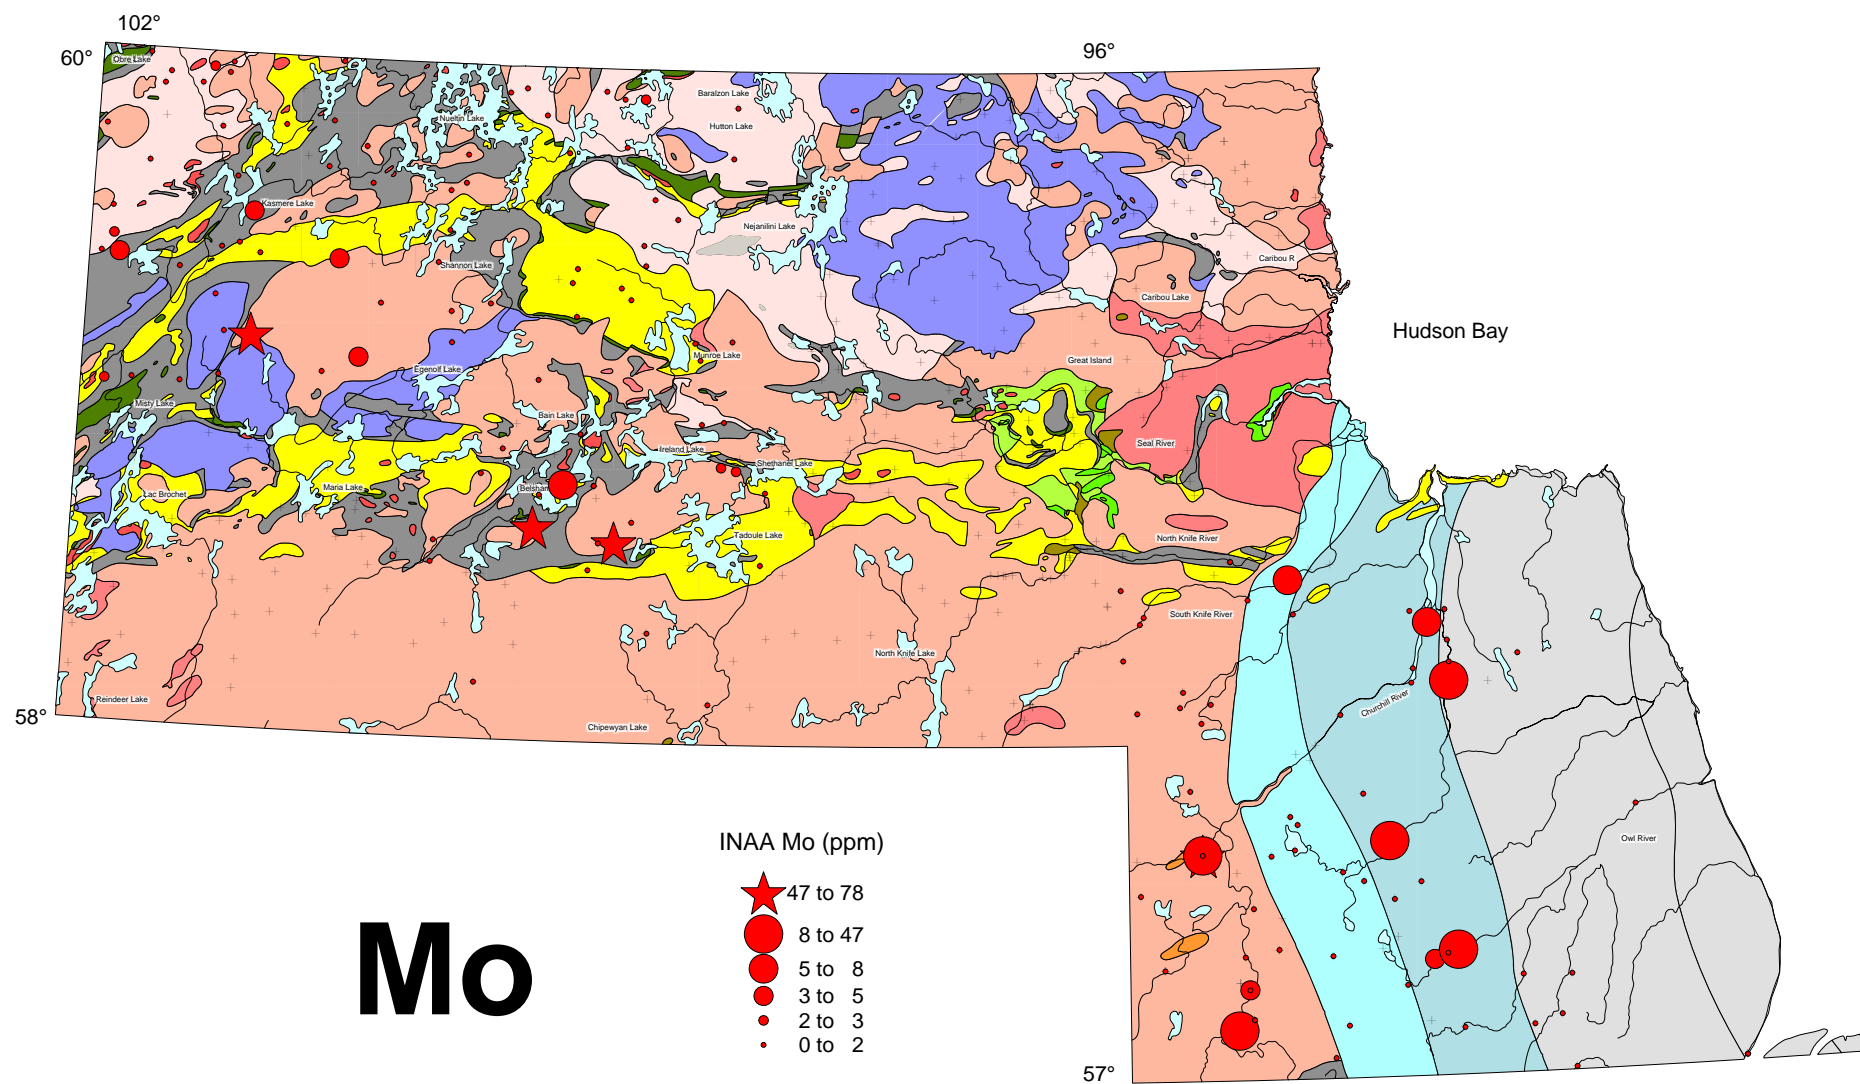 102°
96°
60°
Obre Lake
Baralzon Lake
Nueltin Lake
Hutton Lake
Kasmere Lake
Nejanilini Lake
Caribou R
Shannon Lake
Caribou Lake
Hudson Bay
Munroe Lake
Great Island
Egenolf Lake
Misty Lake
Bain Lake
Seal River
Ireland Lake
Shethanei Lake
Maria Lake
Belsham
Lac Brochet
Tadoule Lake
North Knife River
South Knife River
North Knife Lake
Reindeer Lake
Churchill River
58°
Chipewyan Lake
Owl River
INAA Mo (ppm)
47 to 78
8 to 47
5 to 8
3 to 5
2 to 3
0 to 2
Mo
57°